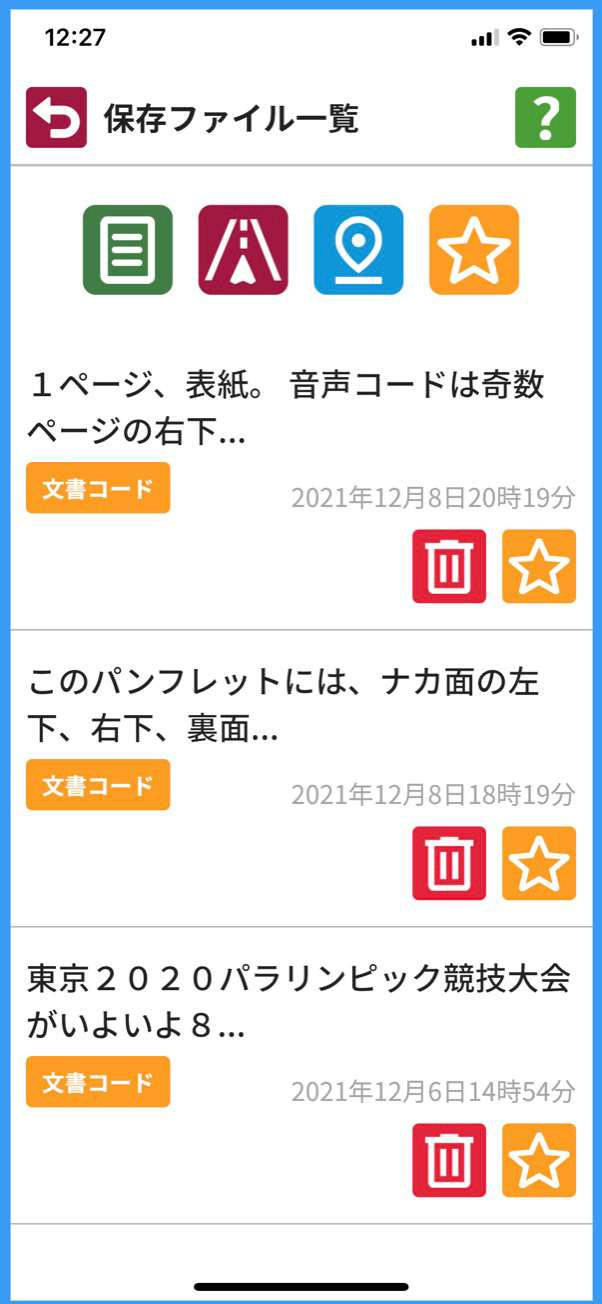 12:27
保存ファイル一覧
?
１ページ、表紙。 音声コードは奇数
ページの右下...
文書コード
2021年12月8日20時19分
このパンフレットには、ナカ面の左
下、右下、裏面...
文書コード
2021年12月8日18時19分
東京２０２０パラリンピック競技大会
がいよいよ８...
文書コード
2021年12月6日14時54分